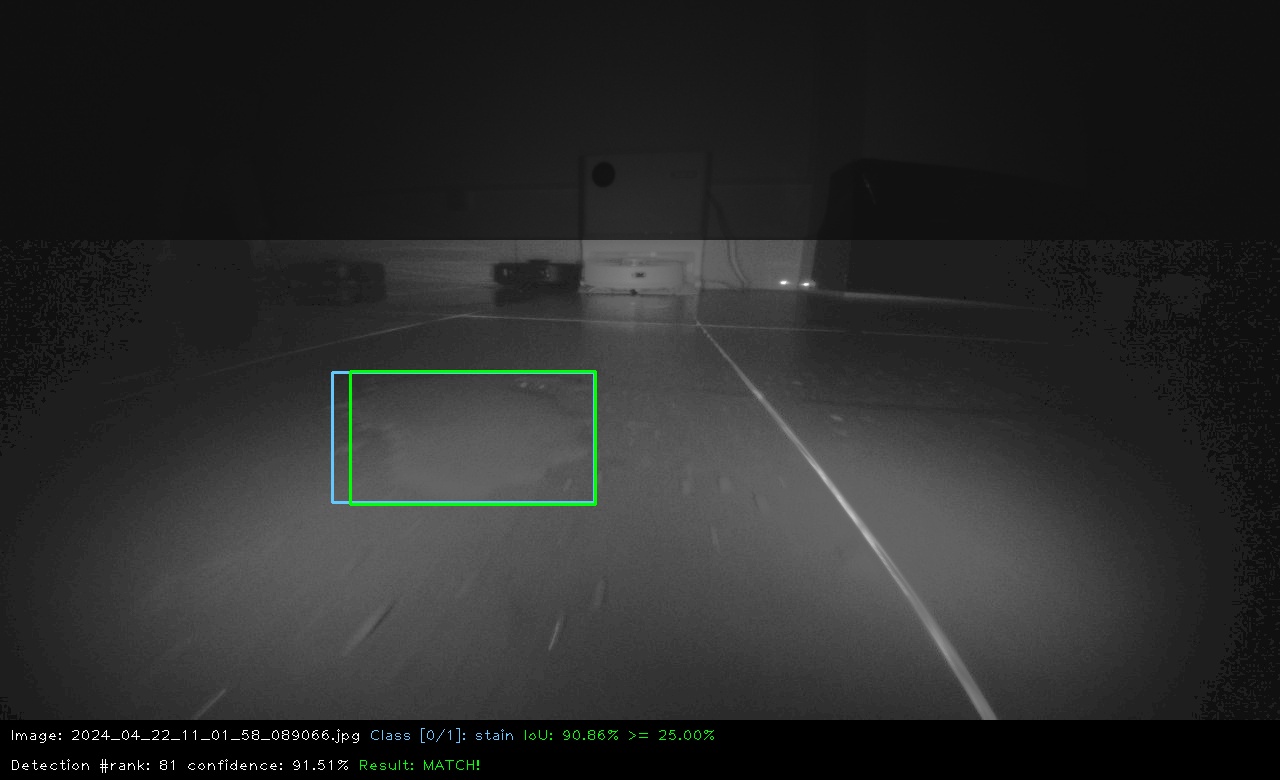 Image: 2024_04_22_11_01_58_089066.jpg Class [0/1]: stain IoU: 90.86% >= 25.00%
Detection #rank: 81 confidence: 91.51% Result: MATCH!